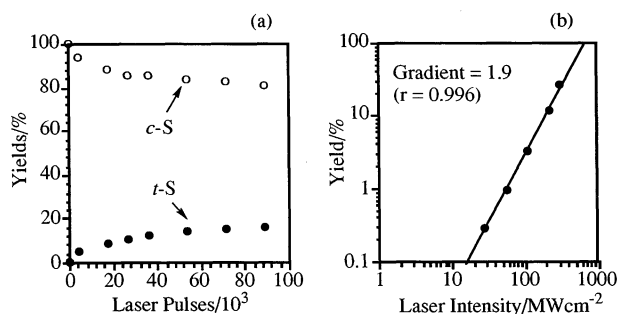 (a)
Yields/%
100
80
60
40
20
0
c-S
t-S
0 20 40 60 80 100
Laser Pulses/10³
(b)
Yield/%
100
10
1
0.1
Gradient = 1.9
(r = 0.996)
1 10 100 1000
Laser Intensity/MWcm⁻²